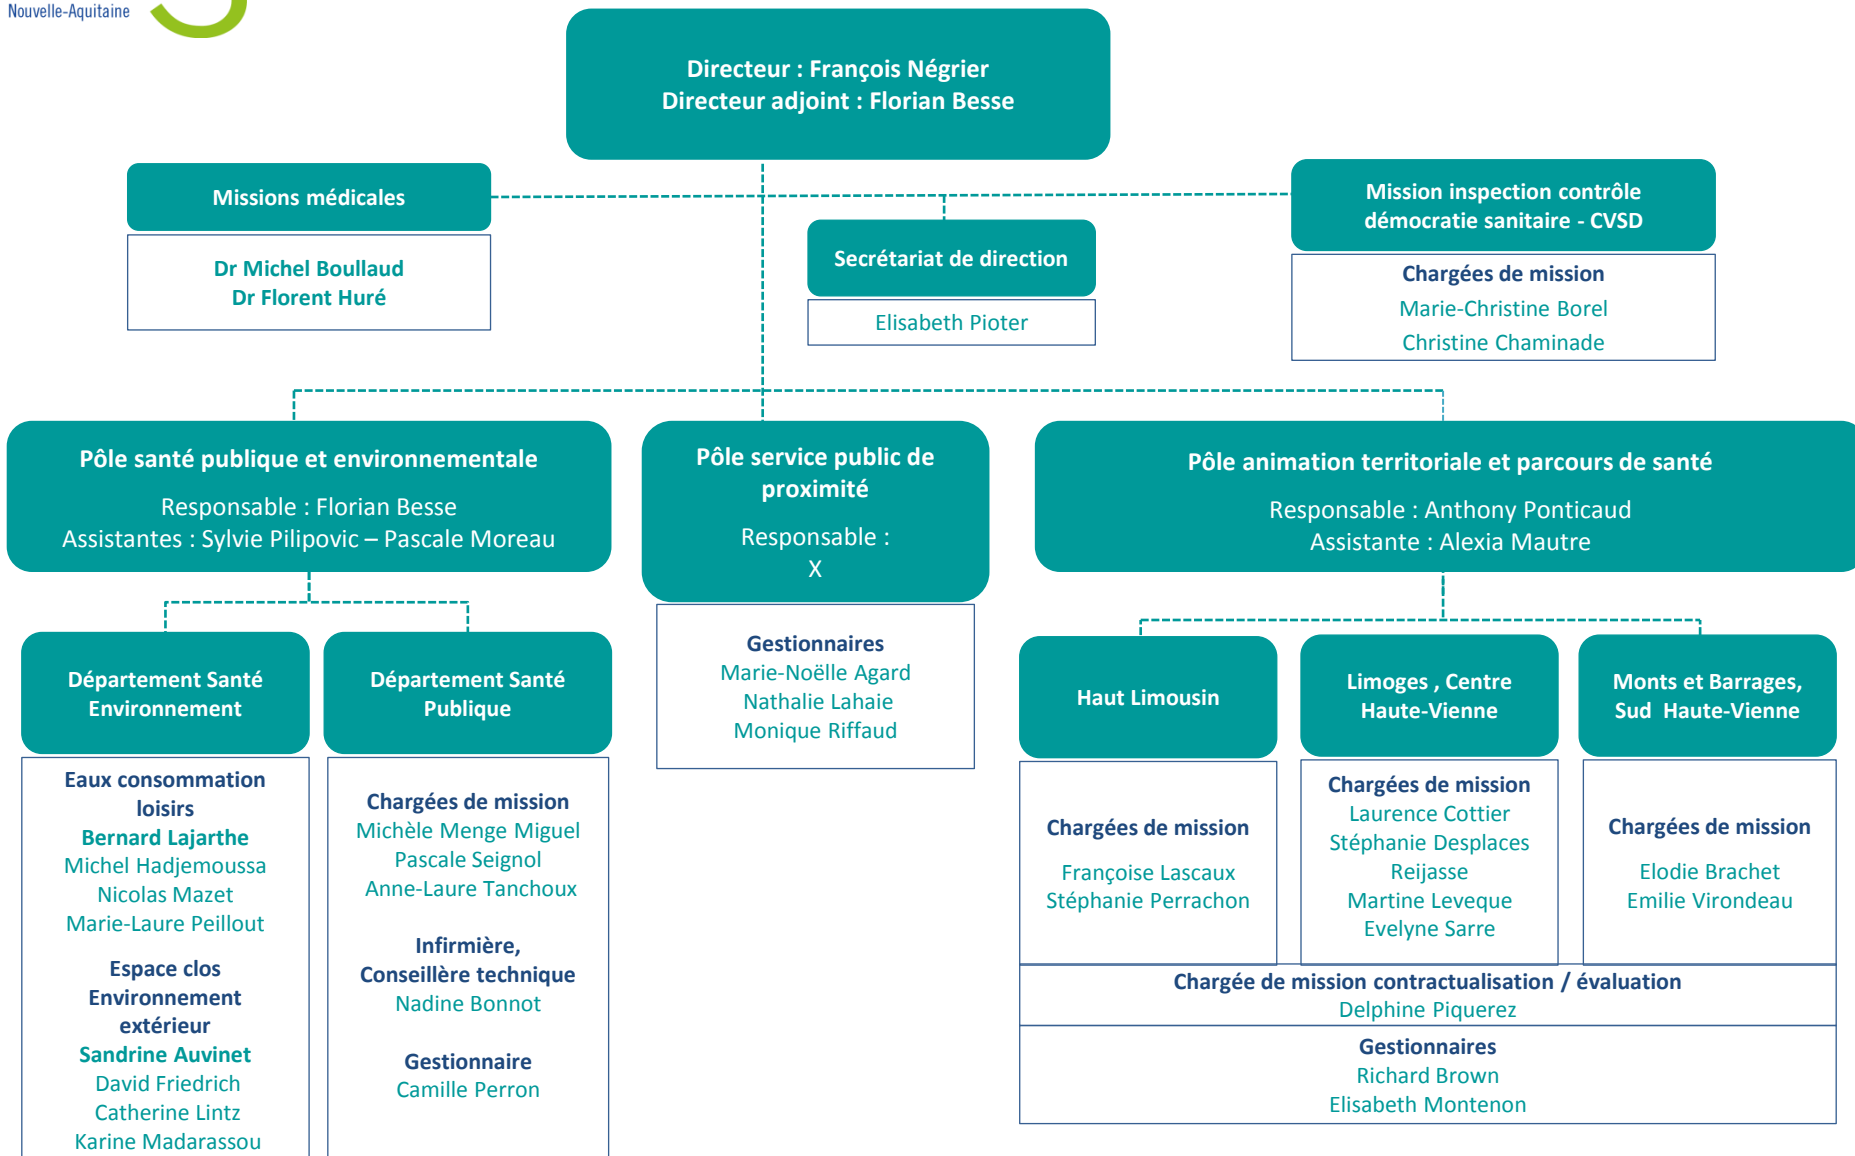 Nouvelle-Aquitaine
Directeur : François Négrier
Directeur adjoint : Florian Besse
Missions médicales
Dr Michel Boullaud
Dr Florent Huré
Secrétariat de direction
Elisabeth Pioter
Mission inspection contrôle
démocratie sanitaire - CVSD
Chargées de mission
Marie-Christine Borel
Christine Chaminade
Pôle santé publique et environnementale
Responsable : Florian Besse
Assistantes : Sylvie Pilipovic – Pascale Moreau
Pôle service public de
proximité
Responsable :
X
Pôle animation territoriale et parcours de santé
Responsable : Anthony Ponticaud
Assistante : Alexia Mautre
Département Santé
Environnement
Eaux consommation
loisirs
Bernard Lajarthe
Michel Hadjemoussa
Nicolas Mazet
Marie-Laure Peillout
Espace clos
Environnement
extérieur
Sandrine Auvinet
David Friedrich
Catherine Lintz
Karine Madarassou
Département Santé
Publique
Chargées de mission
Michèle Menge Miguel
Pascale Seignol
Anne-Laure Tanchoux
Infirmière,
Conseillère technique
Nadine Bonnot
Gestionnaire
Camille Perron
Gestionnaires
Marie-Noëlle Agard
Nathalie Lahaie
Monique Riffaud
Haut Limousin
Chargées de mission
Françoise Lascaux
Stéphanie Perrachon
Limoges , Centre
Haute-Vienne
Chargées de mission
Laurence Cottier
Stéphanie Desplaces
Reijasse
Martine Leveque
Evelyne Sarre
Monts et Barrages,
Sud Haute-Vienne
Chargées de mission
Elodie Brachet
Emilie Virondeau
Chargée de mission contractualisation / évaluation
Delphine Piquerez
Gestionnaires
Richard Brown
Elisabeth Montenon